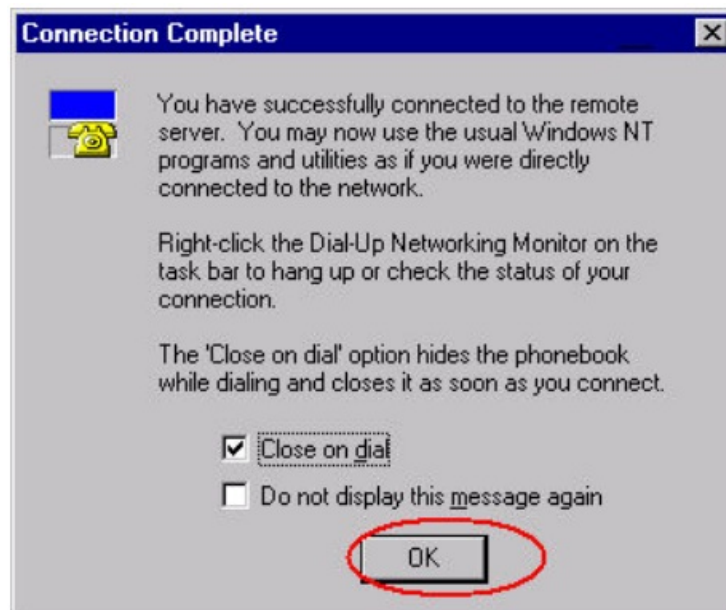 Connection Complete
You have successfully connected to the remote
server. You may now use the usual Windows NT
programs and utilities as if you were directly
connected to the network.
Right-click the Dial-Up Networking Monitor on the
task bar to hang up or check the status of your
connection.
The 'Close on dial' option hides the phonebook
while dialing and closes it as soon as you connect.
Close on dial
Do not display this message again
OK